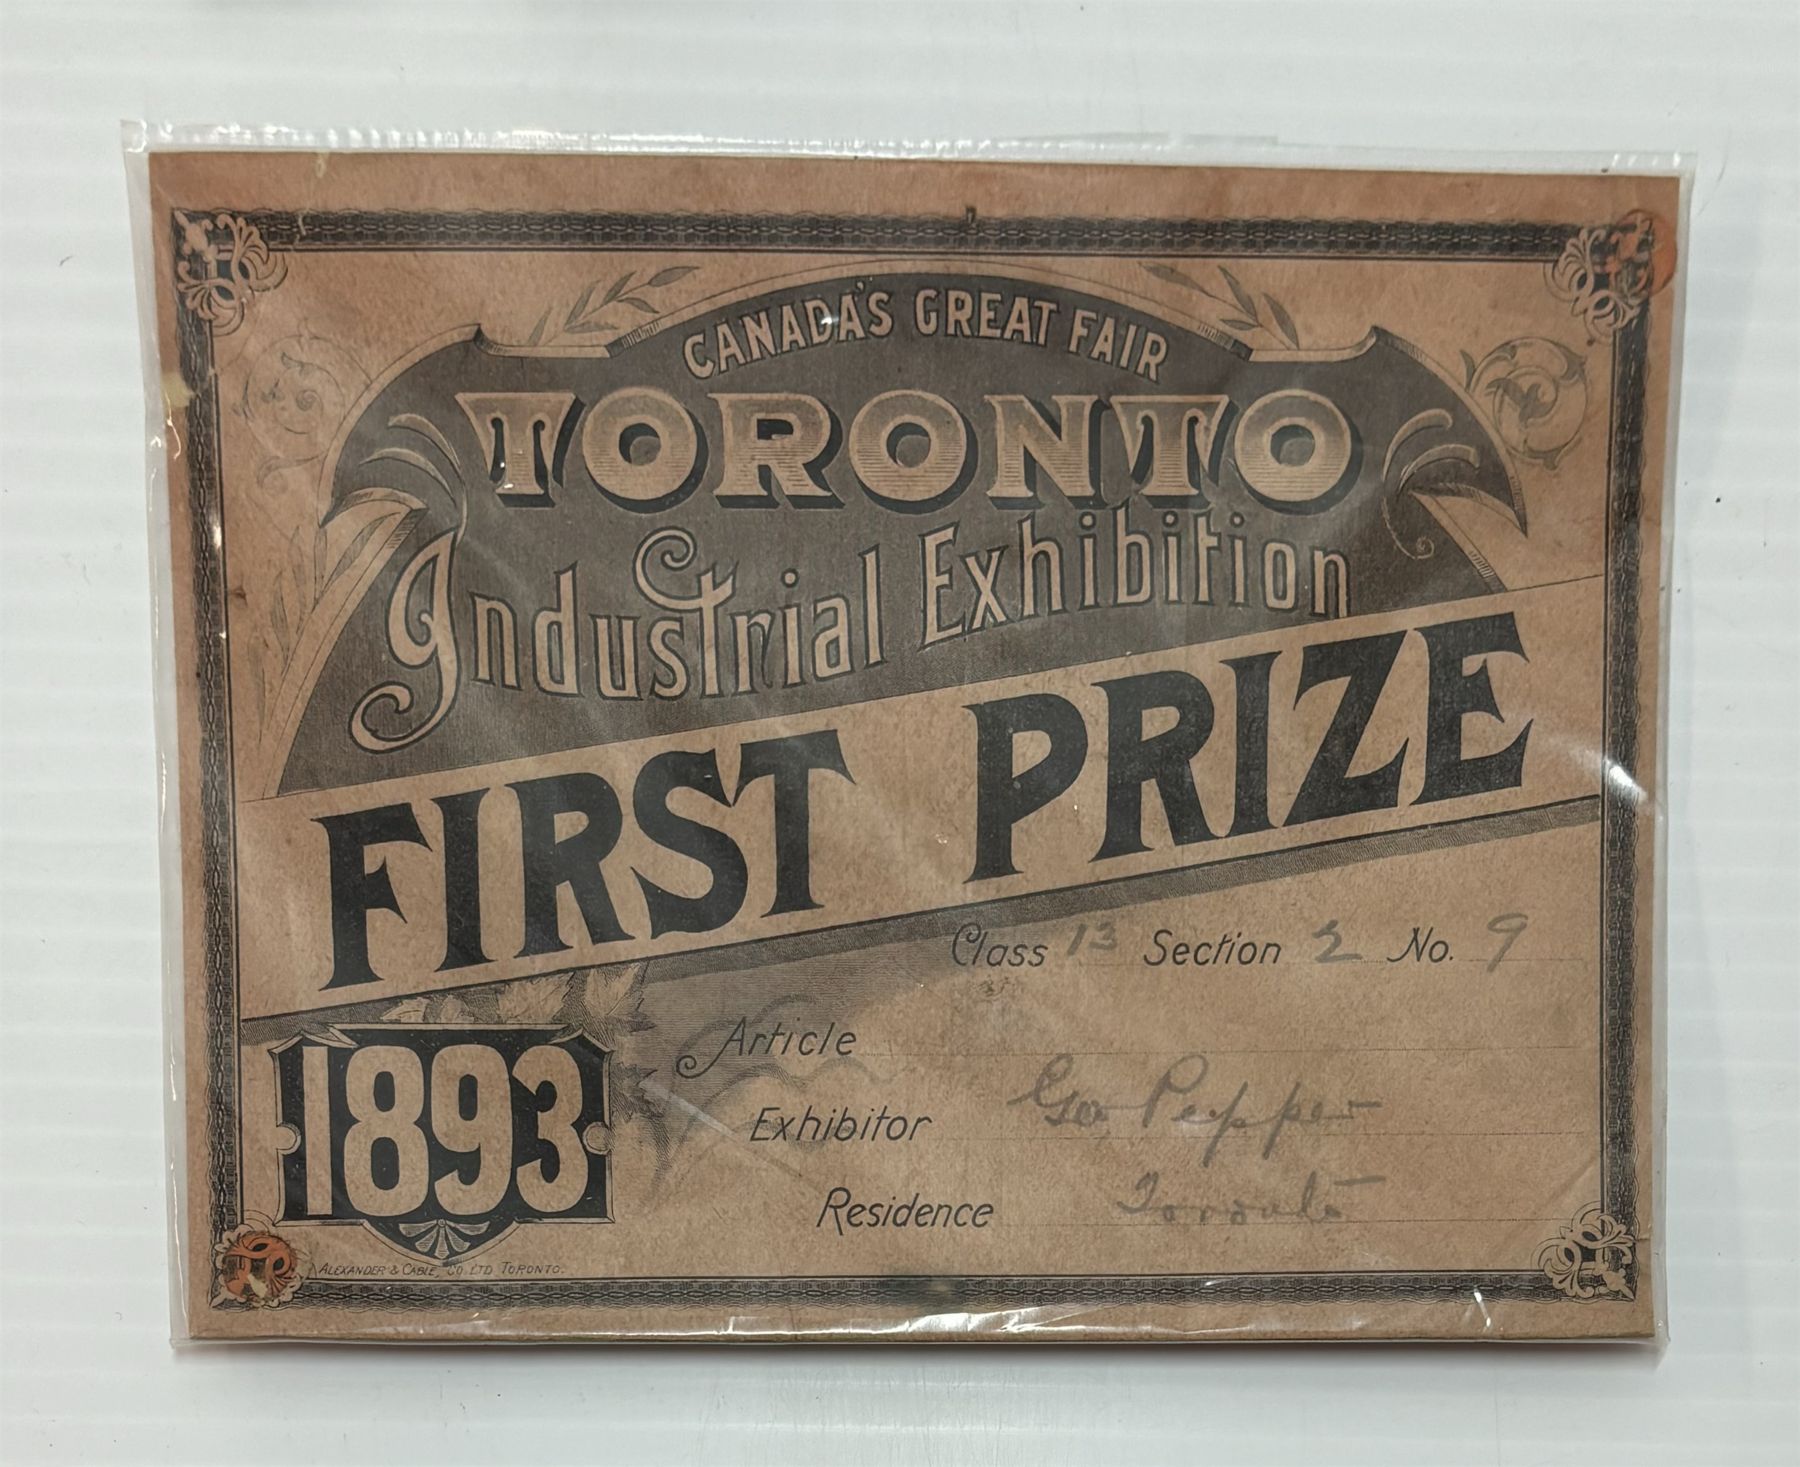 CANADA'S GREAT FAIR
TORONTO
Industrial Exhibition
FIRST PRIZE
Class 13 Section 2 No. 9
Article
Exhibitor Geo Pepper
Residence Toronto
1893
ALEXANDER & CABLE, CO. LTD TORONTO.